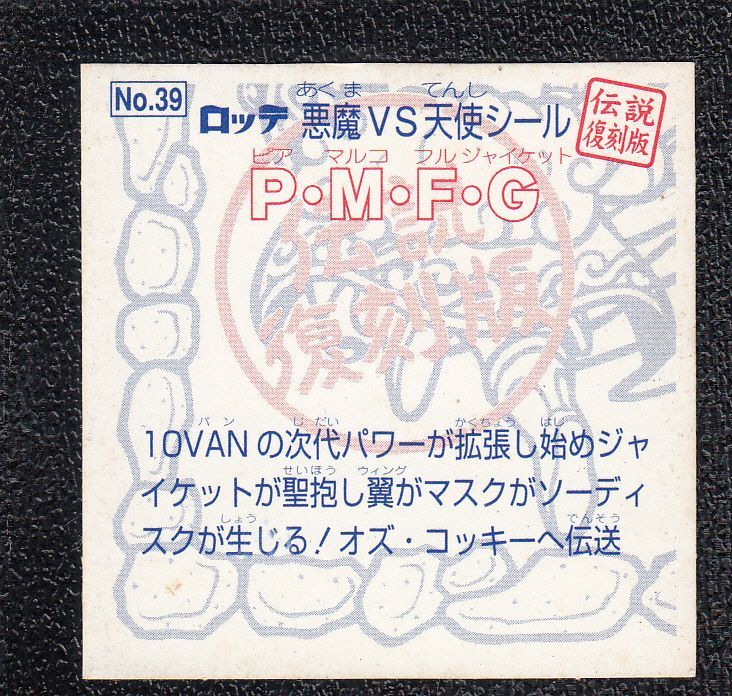 No.39
ロッテ 悪魔VS天使シール
あくま てんし
伝説
復刻版
ピア マルコ フルジャイケット
P・M・F・G
伝説
復刻版
バン じだい かくちょう はじ
10VANの次代パワーが拡張し始めジャ
せいほう ウィング
イケットが聖抱し翼がマスクがソーディ
しょう でんそう
スクが生じる!オズ・コッキーへ伝送